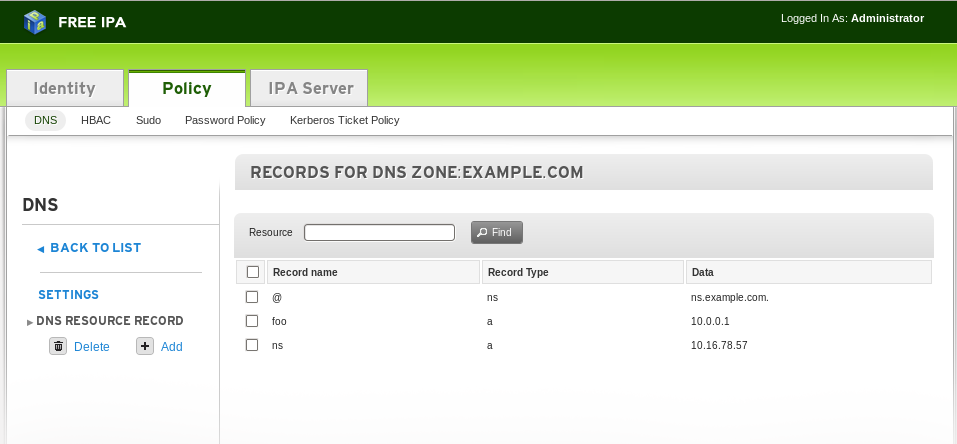 FREE IPA
Logged In As: Administrator
Identity Policy IPA Server
DNS HBAC Sudo Password Policy Kerberos Ticket Policy
DNS
◀ BACK TO LIST
SETTINGS
▶ DNS RESOURCE RECORD
Delete Add
RECORDS FOR DNS ZONE:EXAMPLE.COM
Resource Find
Record name Record Type Data
@ ns ns.example.com.
foo a 10.0.0.1
ns a 10.16.78.57